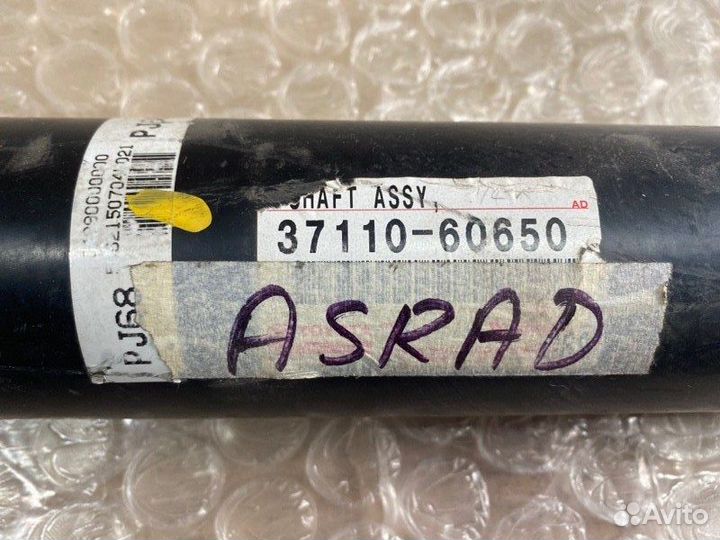 SHAFT ASSY,
AD
37110-60650
ASRAD
PJ68
Avito